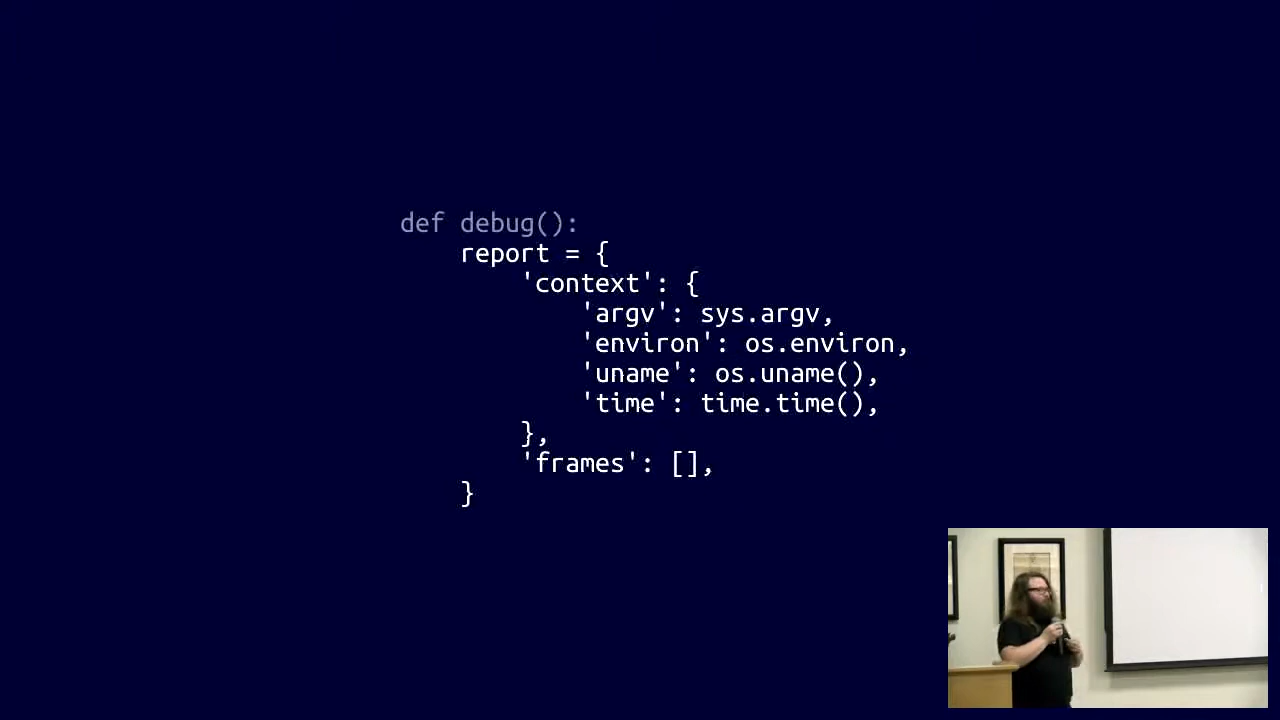 def debug():
    report = {
        'context': {
            'argv': sys.argv,
            'environ': os.environ,
            'uname': os.uname(),
            'time': time.time(),
        },
        'frames': [],
    }